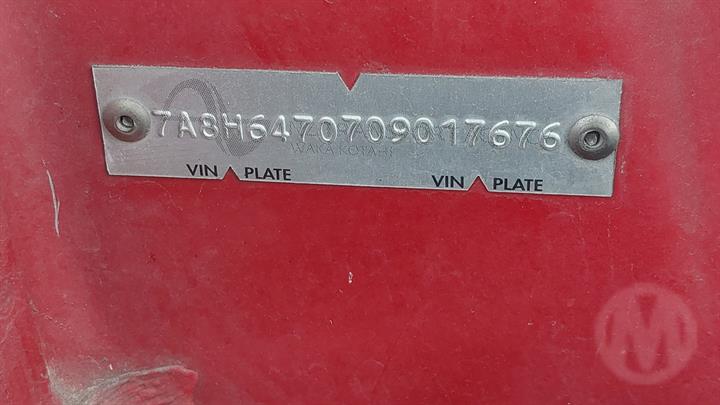 7A8H6470709017676
WAKA KOTAHI
VIN PLATE VIN PLATE
M